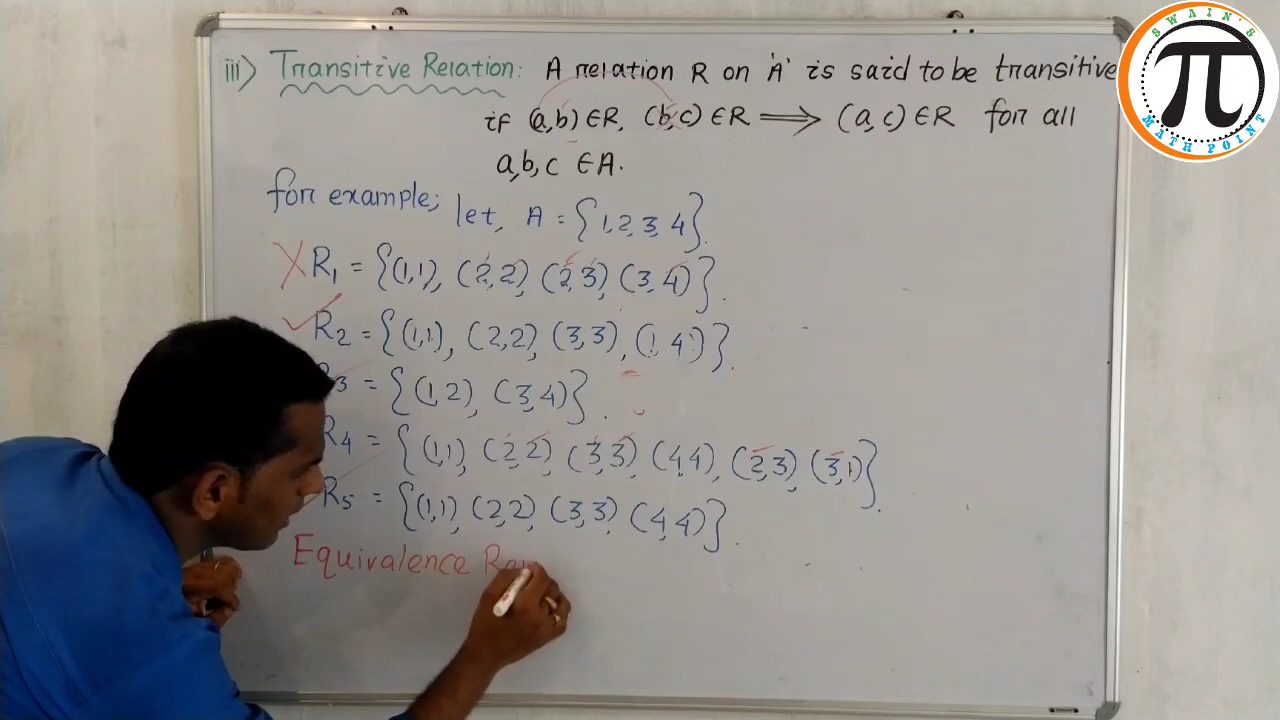 iii) Transitive Relation: A relation R on 'A' is said to be transitive
if (a,b) ∈ R, (b,c) ∈ R ⟹ (a,c) ∈ R for all
a,b,c ∈ A.
for example; let, A = {1,2,3,4}.
R1 = {(1,1), (2,2), (2,3), (3,4)}.
R2 = {(1,1), (2,2), (3,3), (1,4)}.
3 = {(1,2), (3,4)}.
R4 = {(1,1), (2,2), (3,3), (4,4), (2,3), (3,1)}.
R5 = {(1,1), (2,2), (3,3), (4,4)}.
Equivalence
SWAIN'S
π
MATH POINT